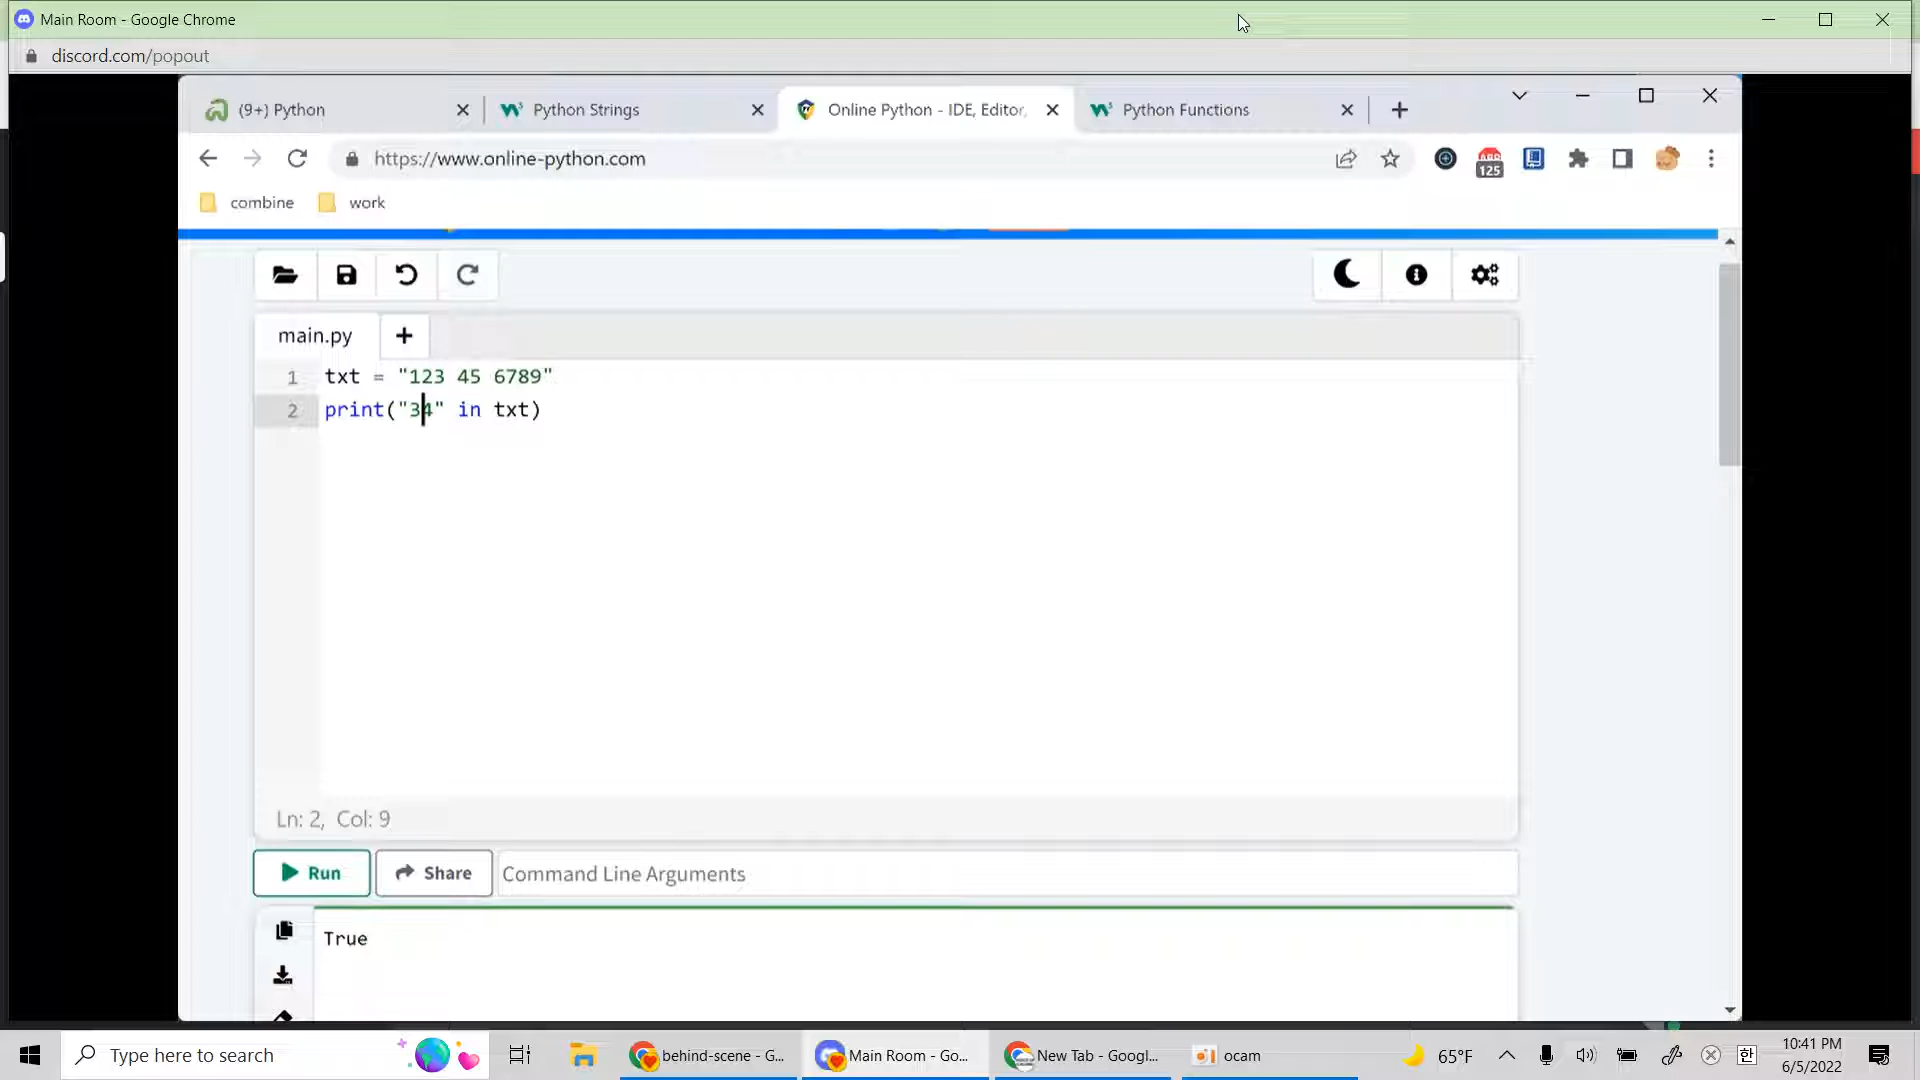 Main Room - Google Chrome
discord.com/popout
(9+) Python
Python Strings
Online Python - IDE, Editor,
Python Functions
https://www.online-python.com
125
combine
work
main.py
1 txt = "123 45 6789"
2 print("34" in txt)
Ln: 2, Col: 9
Run
Share
Command Line Arguments
True
Type here to search
behind-scene - G...
Main Room - Go...
New Tab - Googl...
ocam
65°F
한
10:41 PM
6/5/2022